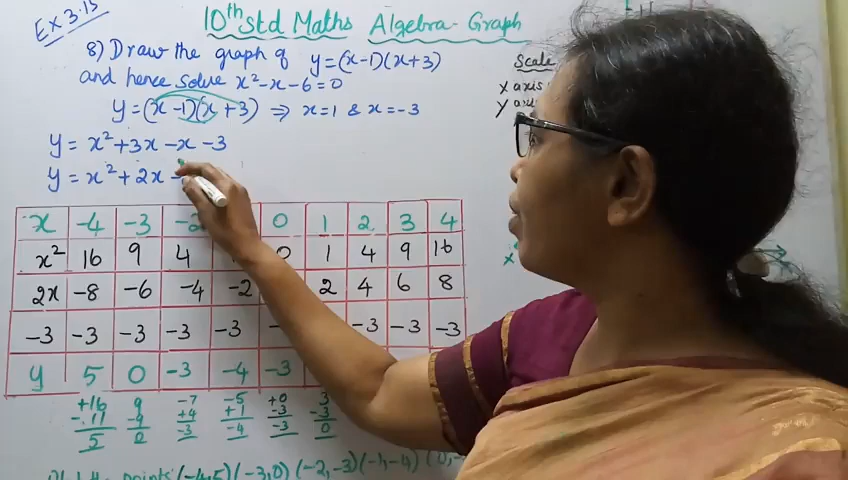 Ex 3.15
10th Std Maths Algebra - Graph
8) Draw the graph of y = (x-1)(x+3)
and hence solve x² - x - 6 = 0
y = (x - 1)(x + 3) ⇒ x = 1 & x = -3
y = x² + 3x - x - 3
y = x² + 2x -
Scale
x axis
y
x -4 -3 -2 0 1 2 3 4
x² 16 9 4 0 1 4 9 16
2x -8 -6 -4 -2 2 4 6 8
-3 -3 -3 -3 -3 -3 -3 -3
y 5 0 -3 -4 -3
+16 9 -7 -5 +0 3
-11 -9 +4 +1 -3 -3
5 0 -3 -4 -3 0
points (-4,5) (-3,0) (-2,-3) (-1,-4) (0,
x